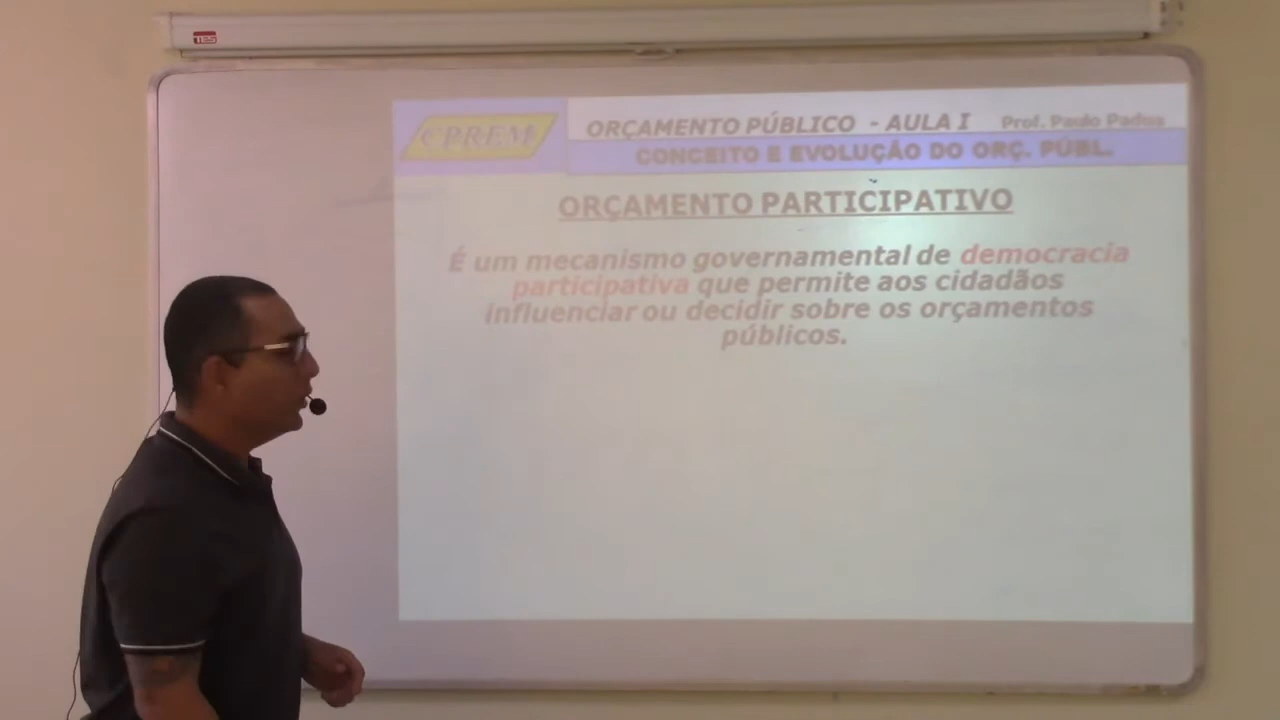 TES
CPREM
ORÇAMENTO PÚBLICO - AULA I
Prof. Paulo Padua
CONCEITO E EVOLUÇÃO DO ORÇ. PÚBL.
ORÇAMENTO PARTICIPATIVO
É um mecanismo governamental de democracia
participativa que permite aos cidadãos
influenciar ou decidir sobre os orçamentos
públicos.